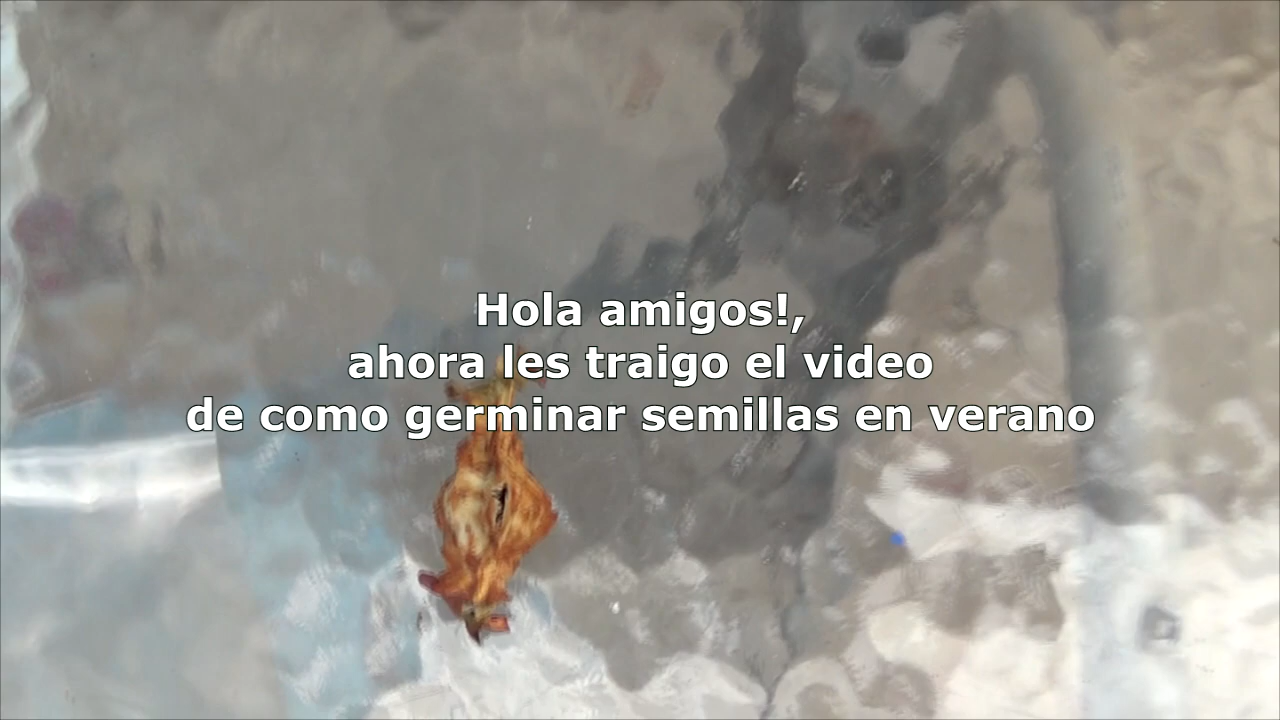 Hola amigos!,
ahora les traigo el video
de como germinar semillas en verano